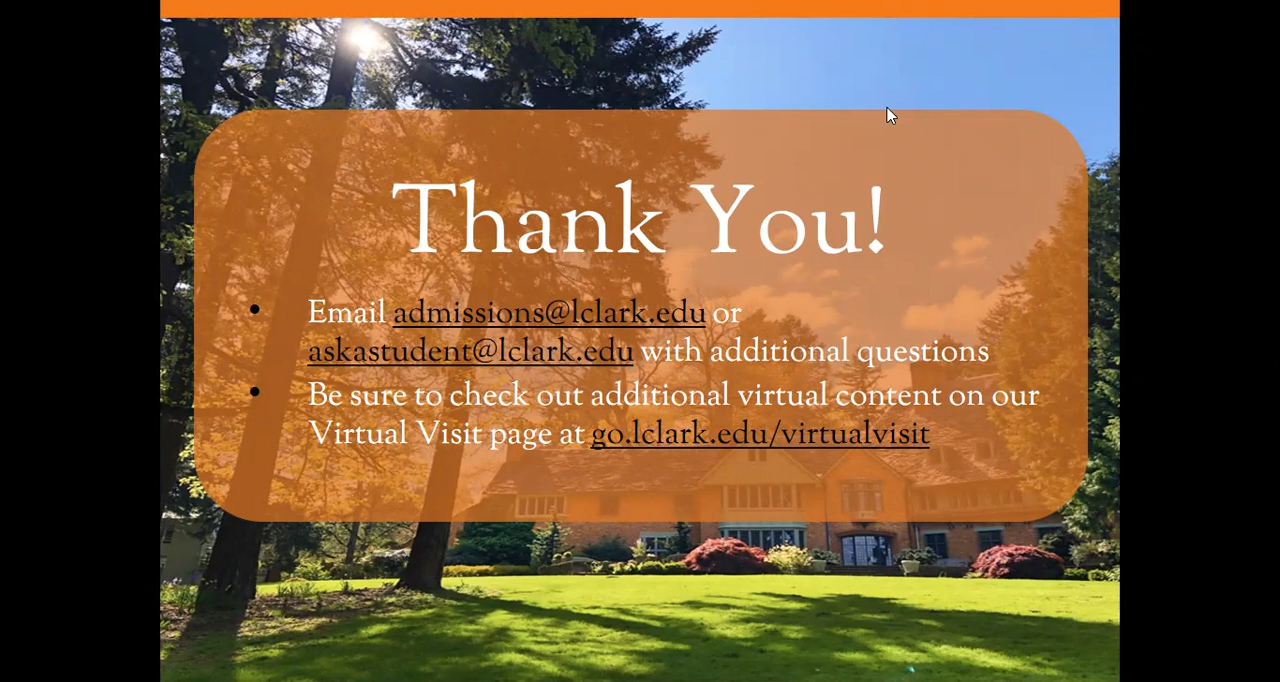 Thank You!
• Email admissions@lclark.edu or
askastudent@lclark.edu with additional questions
• Be sure to check out additional virtual content on our
Virtual Visit page at go.lclark.edu/virtualvisit